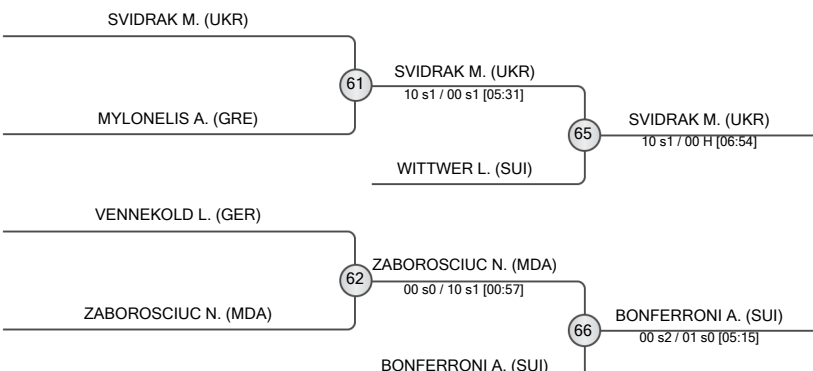 SVIDRAK M. (UKR)
61
SVIDRAK M. (UKR)
10 s1 / 00 s1 [05:31]
MYLONELIS A. (GRE)
65
SVIDRAK M. (UKR)
10 s1 / 00 H [06:54]
WITTWER L. (SUI)
VENNEKOLD L. (GER)
62
ZABOROSCIUC N. (MDA)
00 s0 / 10 s1 [00:57]
ZABOROSCIUC N. (MDA)
66
BONFERRONI A. (SUI)
00 s2 / 01 s0 [05:15]
BONFERRONI A. (SUI)